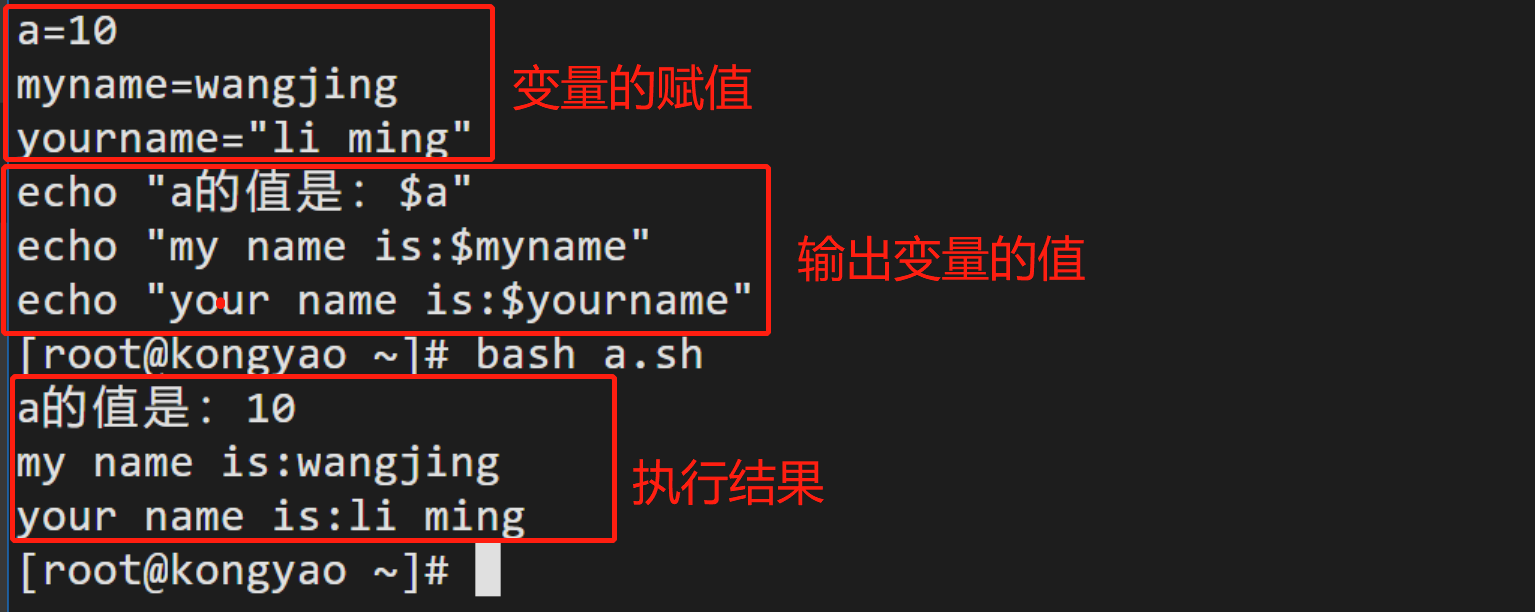 a=10
myname=wangjing
变量的赋值
yourname="li ming"
echo "a的值是：$a"
echo "my name is:$myname"
输出变量的值
echo "your name is:$yourname"
[root@kongyao ~]# bash a.sh
a的值是：10
my name is:wangjing
执行结果
your name is:li ming
[root@kongyao ~]#